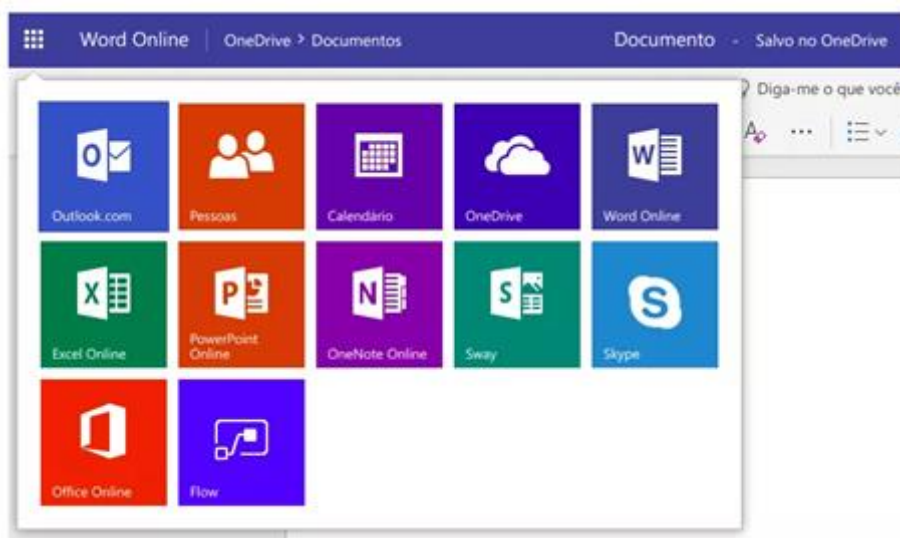 Word Online OneDrive > Documentos Documento - Salvo no OneDrive
Diga-me o que você
Outlook.com Pessoas Calendário OneDrive Word Online
Excel Online PowerPoint Online OneNote Online Sway Skype
Office Online Flow